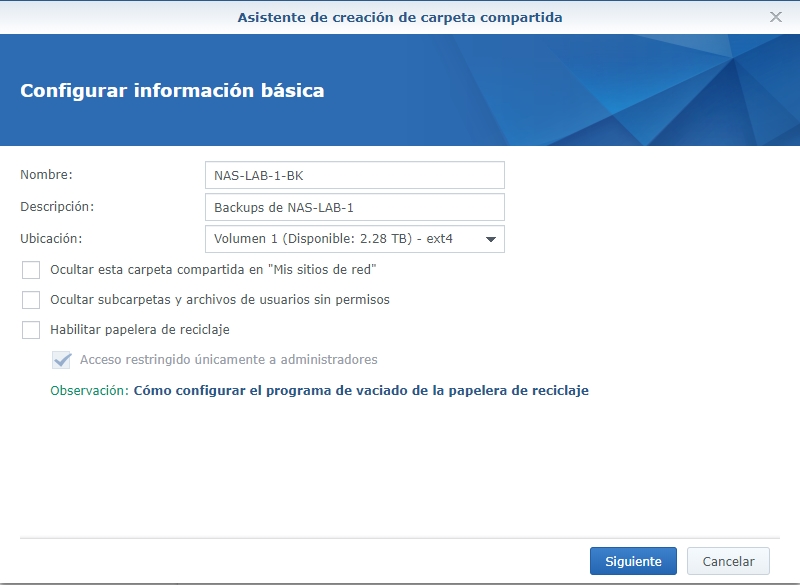 Asistente de creación de carpeta compartida
Configurar información básica
Nombre: NAS-LAB-1-BK
Descripción: Backups de NAS-LAB-1
Ubicación: Volumen 1 (Disponible: 2.28 TB) - ext4
Ocultar esta carpeta compartida en "Mis sitios de red"
Ocultar subcarpetas y archivos de usuarios sin permisos
Habilitar papelera de reciclaje
Acceso restringido únicamente a administradores
Observación: Cómo configurar el programa de vaciado de la papelera de reciclaje
Siguiente Cancelar